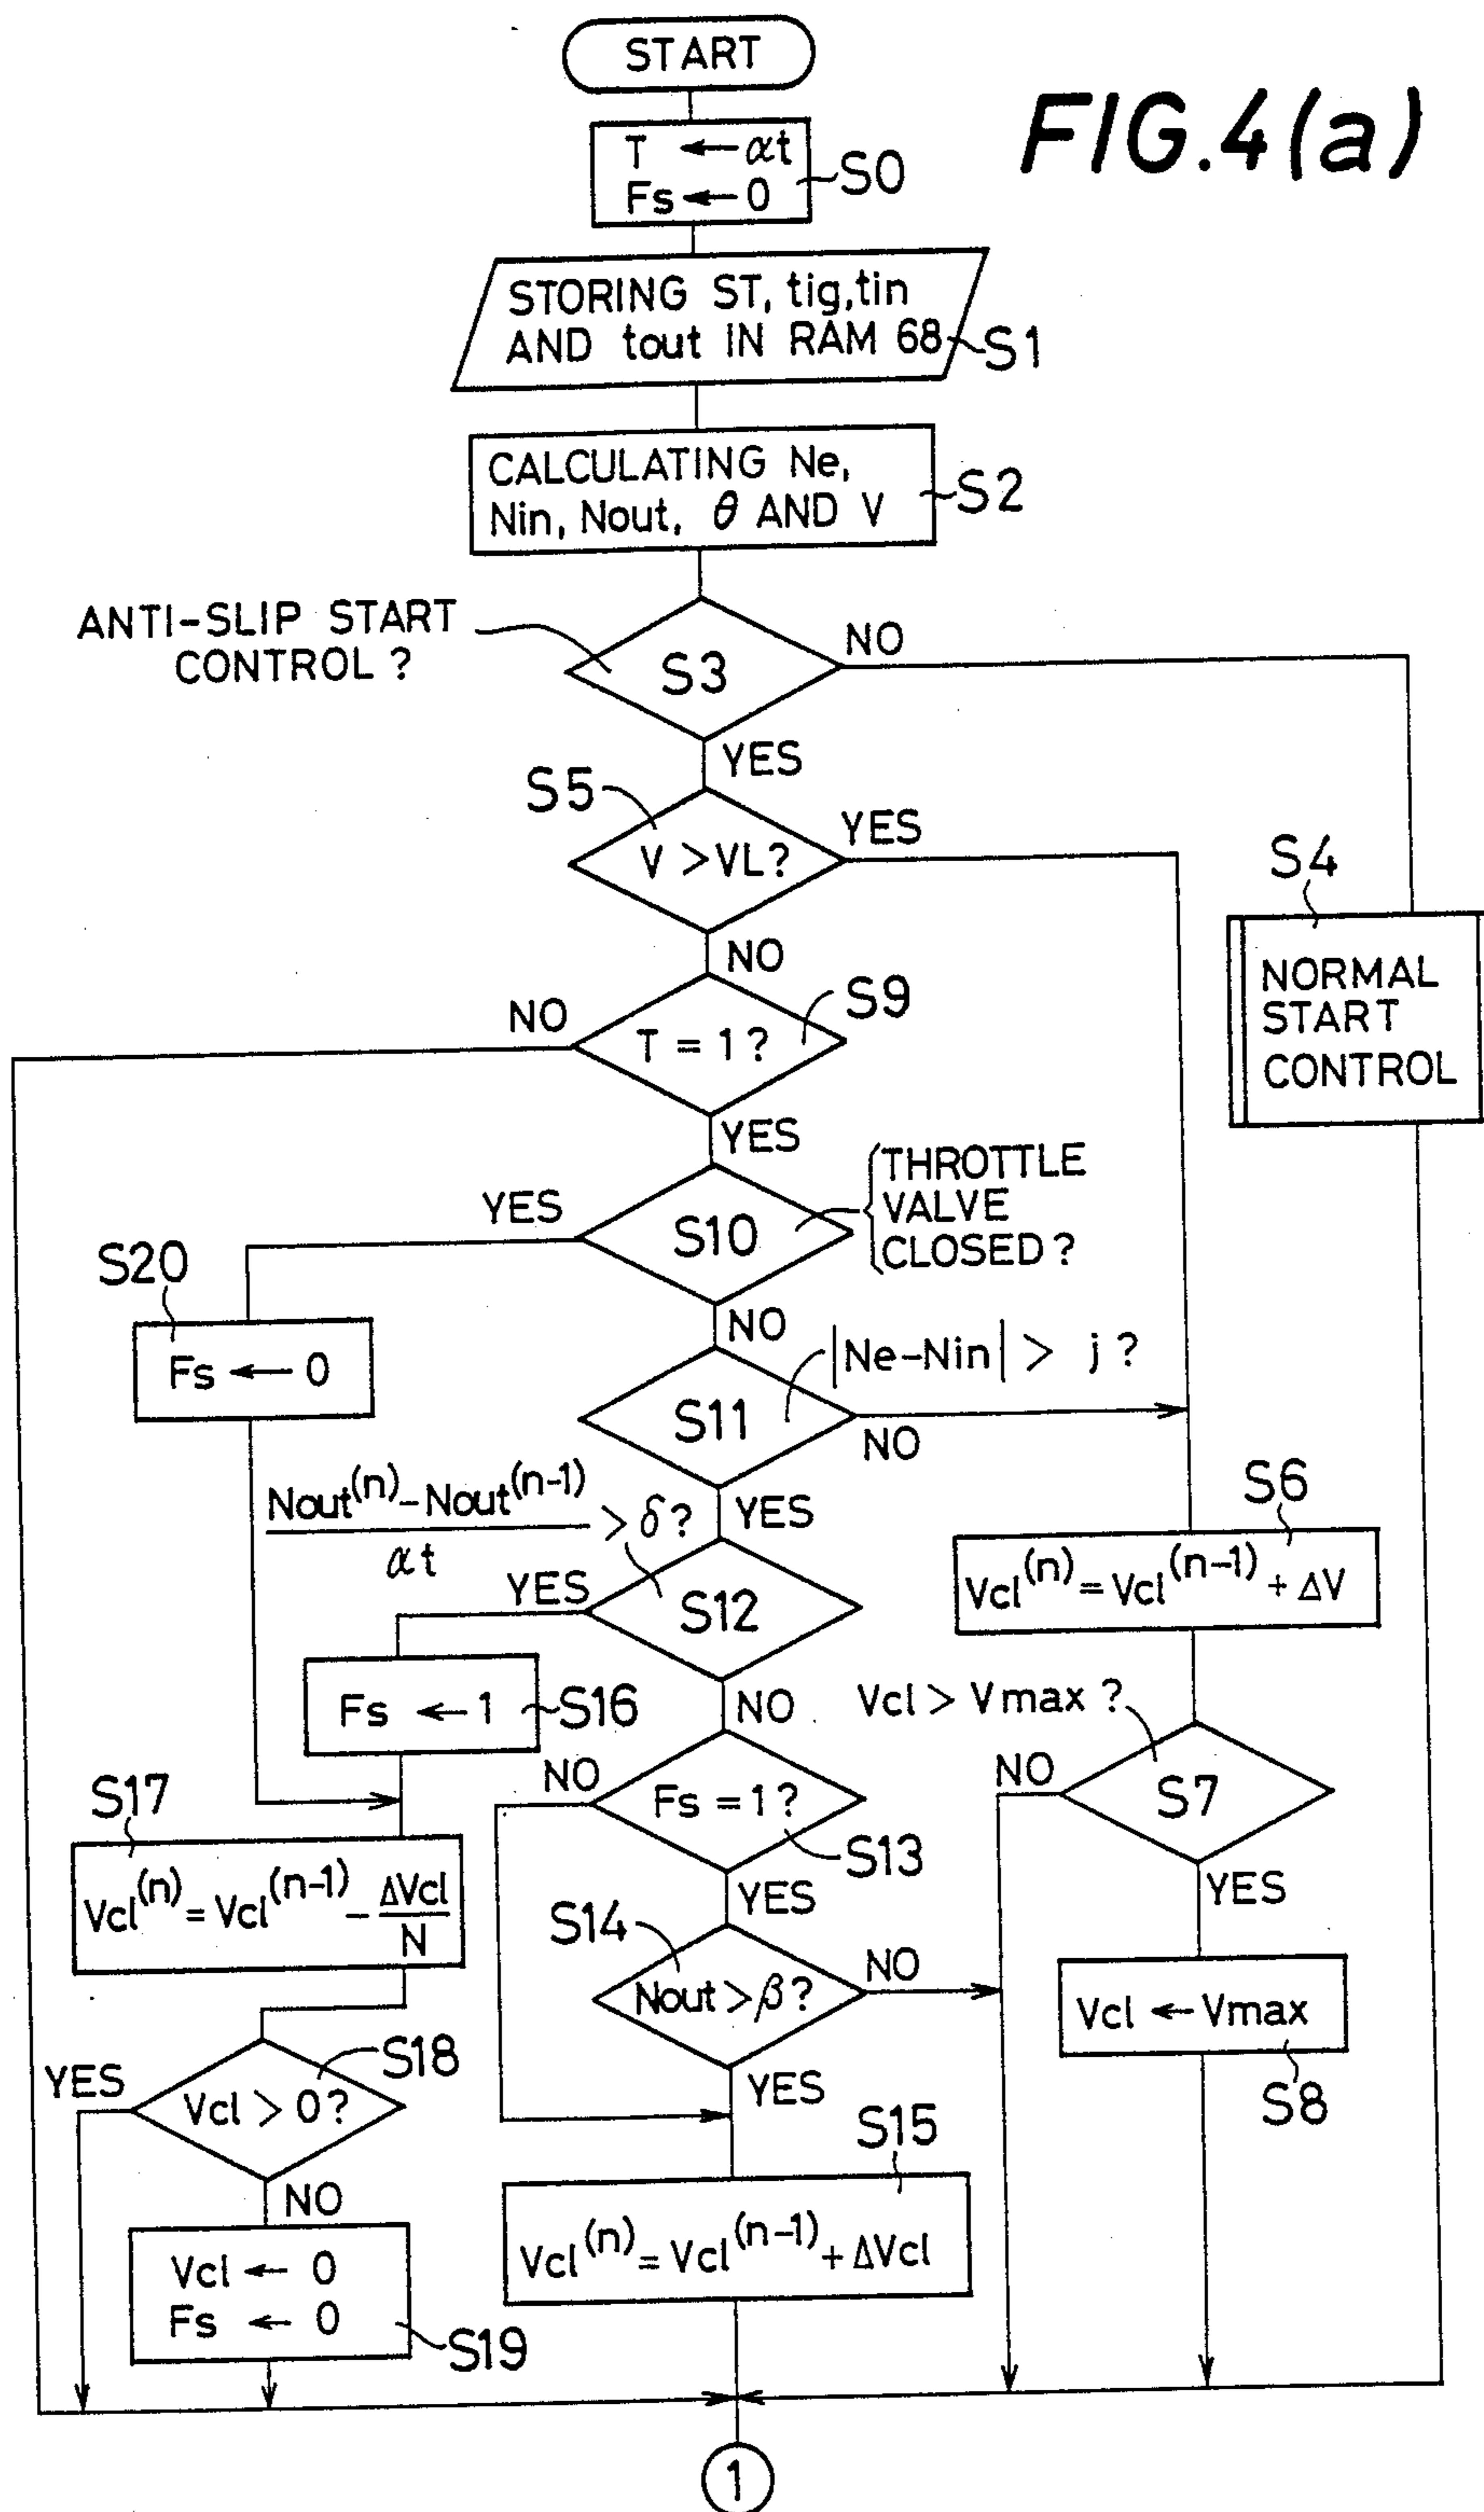 START
FIG.4(a)
T ← αt
Fs ← 0
S0
STORING ST, tig,tin
AND tout IN RAM 68
S1
CALCULATING Ne,
Nin, Nout, θ AND V
S2
ANTI-SLIP START
CONTROL ?
S3
NO
YES
S5
V > VL?
YES
NO
S4
NORMAL
START
CONTROL
S9
NO
T = 1 ?
YES
S10
THROTTLE
VALVE
CLOSED ?
YES
NO
S20
Fs ← 0
|Ne-Nin| > j ?
S11
NO
YES
Nout(n) - Nout(n-1)
αt
> δ?
S12
YES
NO
S6
Vcl(n) = Vcl(n-1) + ΔV
Fs ← 1
S16
Vcl > Vmax ?
S7
NO
YES
NO
Fs = 1 ?
S13
YES
S17
Vcl(n) = Vcl(n-1) - ΔVcl
N
S14
Nout > β?
NO
YES
Vcl ← Vmax
S8
S18
YES
Vcl > 0?
NO
S15
Vcl(n) = Vcl(n-1) + ΔVcl
Vcl ← 0
Fs ← 0
S19
1